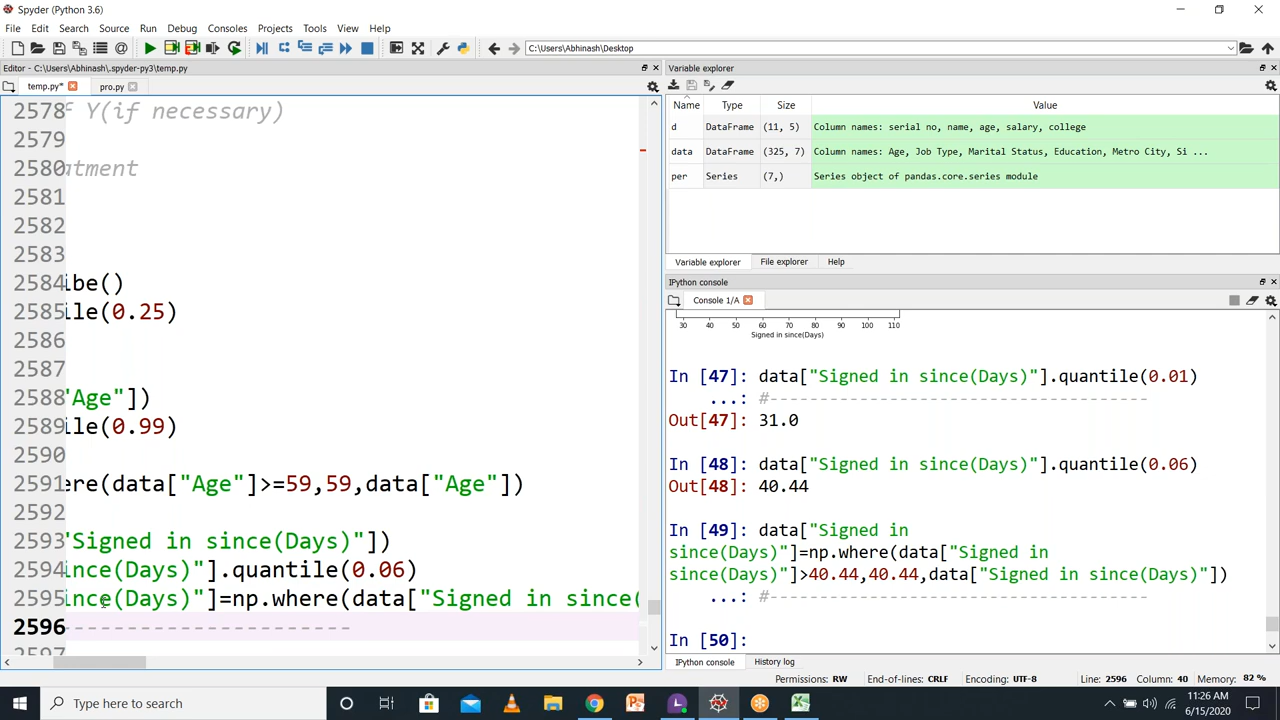 Spyder (Python 3.6)
File Edit Search Source Run Debug Consoles Projects Tools View Help
C:\Users\Abhinash\Desktop
Editor - C:\Users\Abhinash\.spyder-py3\temp.py
temp.py* pro.py
2578 Y(if necessary)
2579
2580 atment
2581
2582
2583
2584 ibe()
2585 ile(0.25)
2586
2587
2588 "Age"])
2589 ile(0.99)
2590
2591 ere(data["Age"]>=59,59,data["Age"])
2592
2593 "Signed in since(Days)"])
2594 ince(Days)"].quantile(0.06)
2595 ince(Days)"]=np.where(data["Signed in since(
2596 -----------------------
2597
Variable explorer
Name Type Size Value
d DataFrame (11, 5) Column names: serial no, name, age, salary, college
data DataFrame (325, 7) Column names: Age, Job Type, Marital Status, Education, Metro City, Si ...
per Series (7,) Series object of pandas.core.series module
Variable explorer File explorer Help
IPython console
Console 1/A
30 40 50 60 70 80 90 100 110
Signed in since(Days)
In [47]: data["Signed in since(Days)"].quantile(0.01)
...: #--------------------------------------
Out[47]: 31.0
In [48]: data["Signed in since(Days)"].quantile(0.06)
Out[48]: 40.44
In [49]: data["Signed in
since(Days)"]=np.where(data["Signed in
since(Days)"]>40.44,40.44,data["Signed in since(Days)"])
...: #--------------------------------------
In [50]:
IPython console History log
Permissions: RW End-of-lines: CRLF Encoding: UTF-8 Line: 2596 Column: 40 Memory: 82 %
Type here to search
11:26 AM
6/15/2020